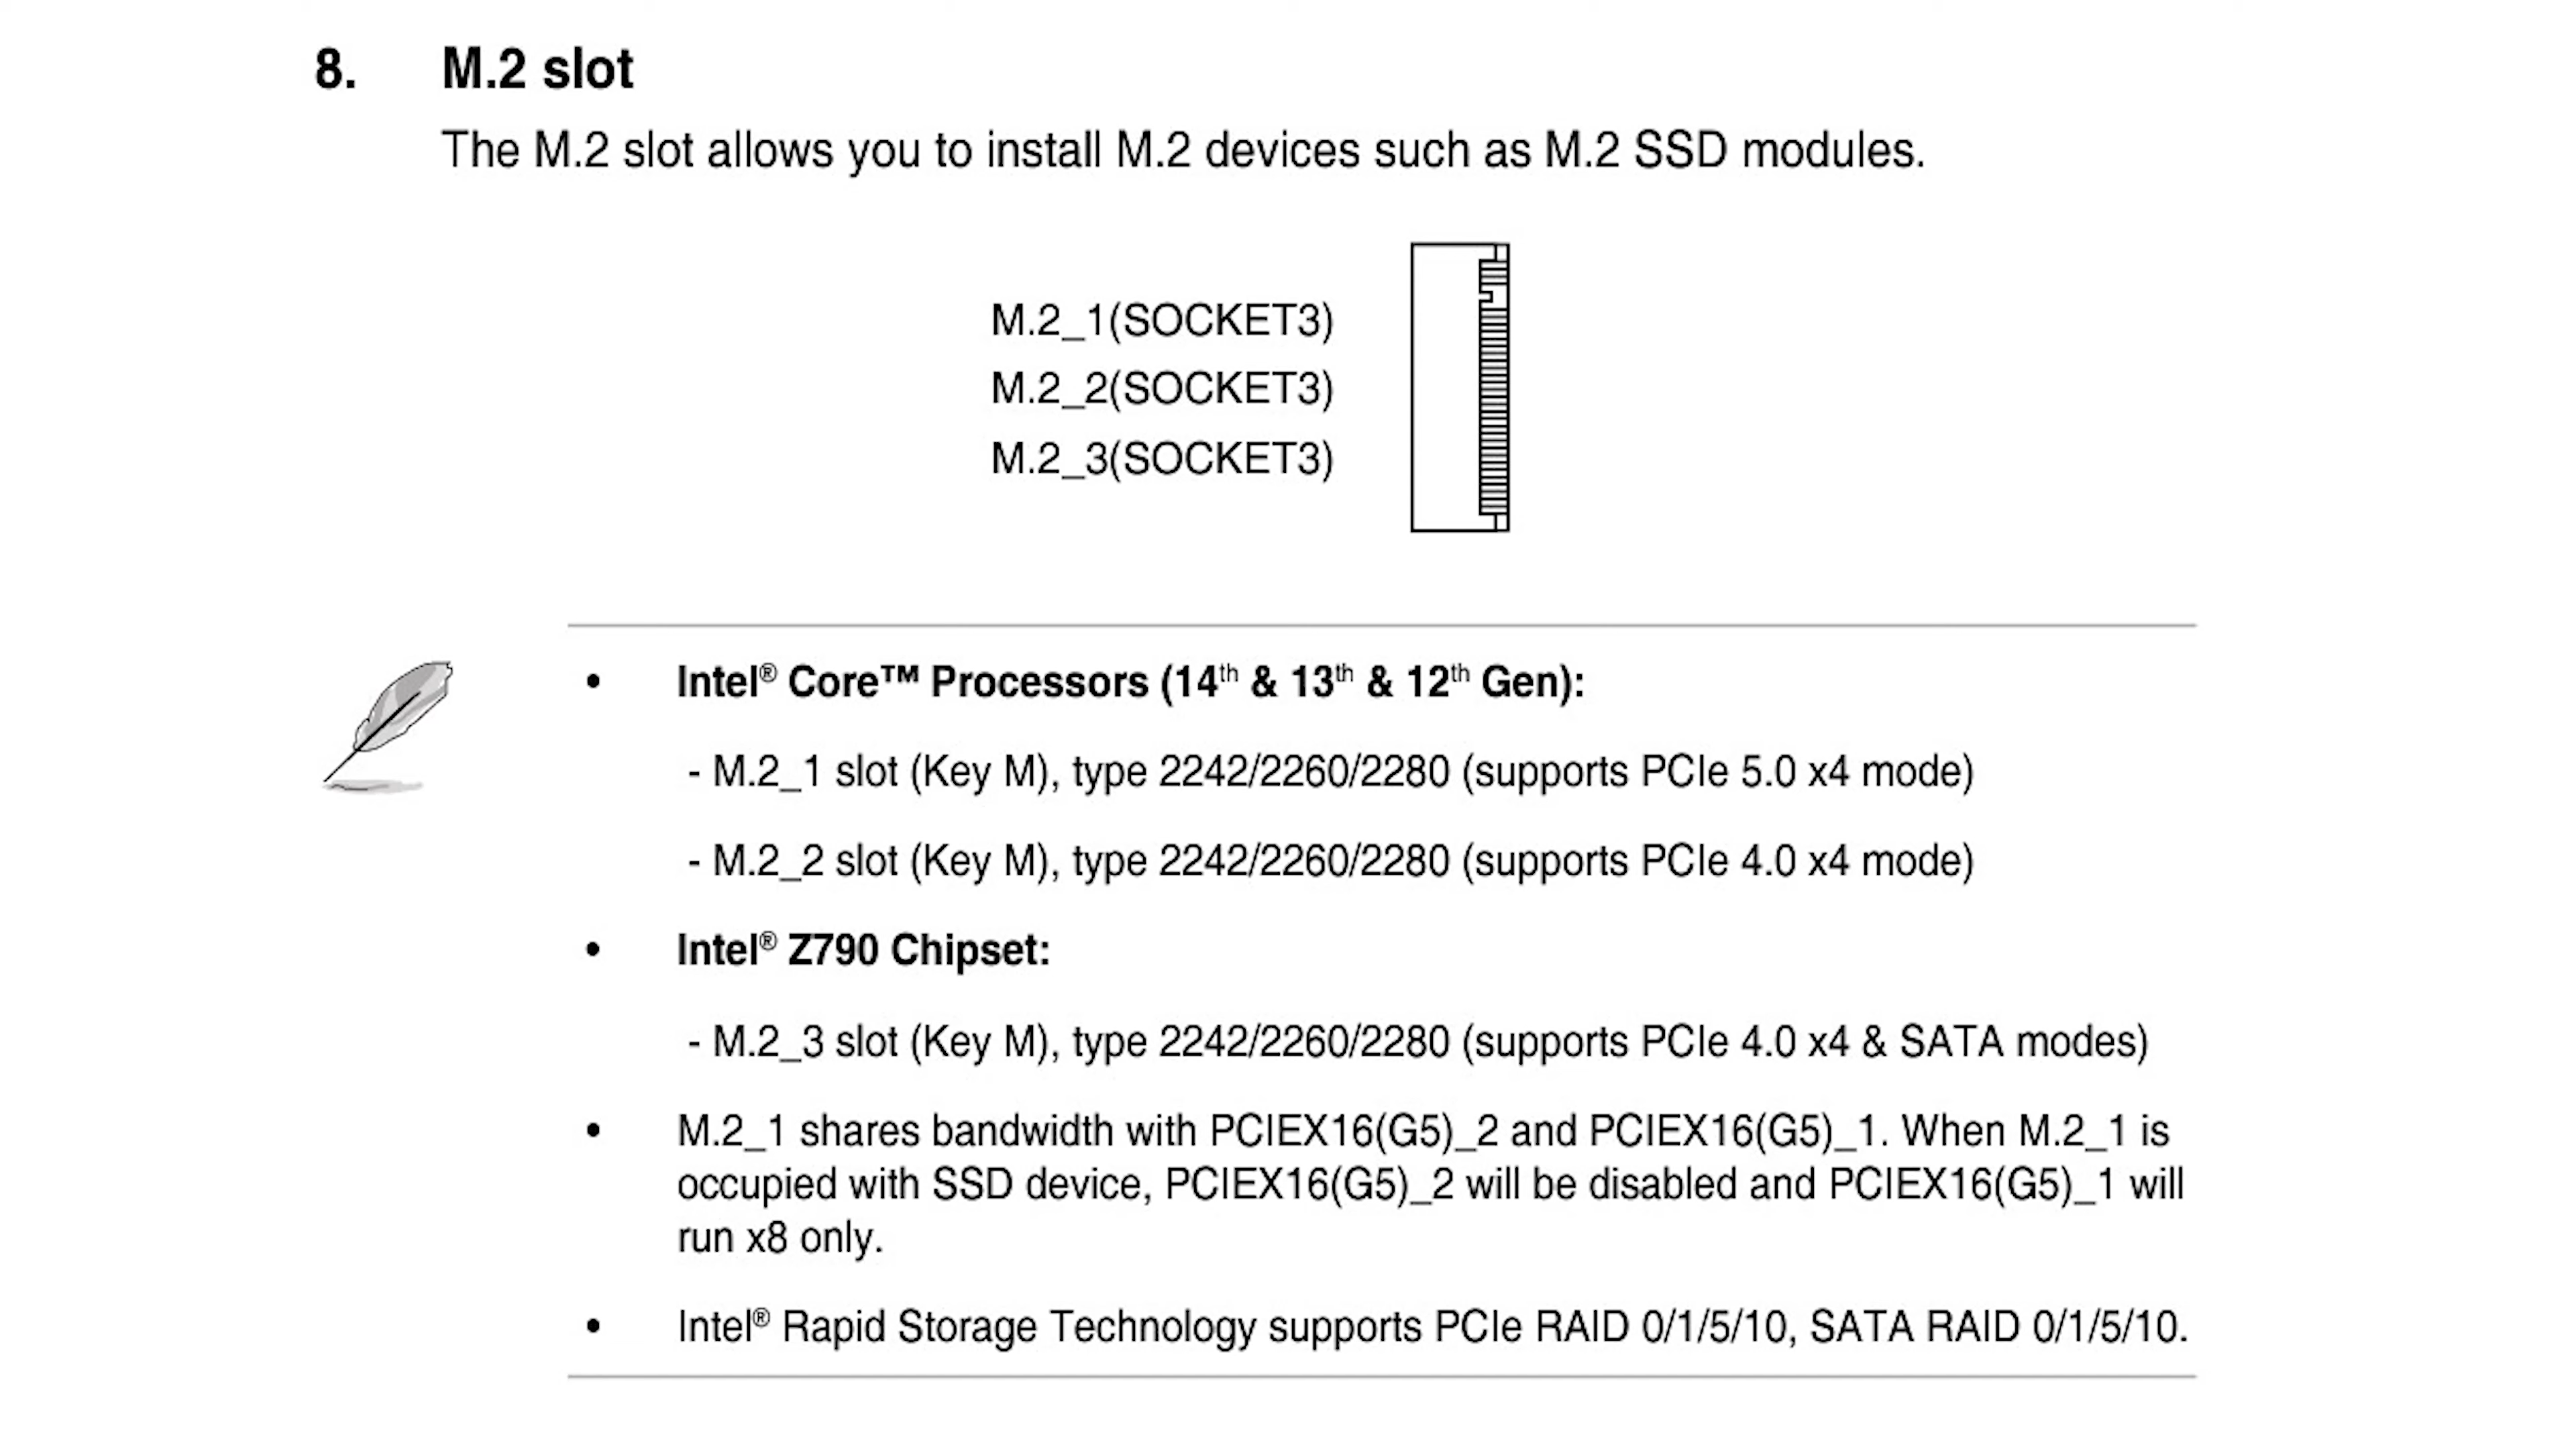 8. M.2 slot
The M.2 slot allows you to install M.2 devices such as M.2 SSD modules.
M.2_1(SOCKET3)
M.2_2(SOCKET3)
M.2_3(SOCKET3)
• Intel® Core™ Processors (14th & 13th & 12th Gen):
- M.2_1 slot (Key M), type 2242/2260/2280 (supports PCIe 5.0 x4 mode)
- M.2_2 slot (Key M), type 2242/2260/2280 (supports PCIe 4.0 x4 mode)
• Intel® Z790 Chipset:
- M.2_3 slot (Key M), type 2242/2260/2280 (supports PCIe 4.0 x4 & SATA modes)
• M.2_1 shares bandwidth with PCIEX16(G5)_2 and PCIEX16(G5)_1. When M.2_1 is
occupied with SSD device, PCIEX16(G5)_2 will be disabled and PCIEX16(G5)_1 will
run x8 only.
• Intel® Rapid Storage Technology supports PCIe RAID 0/1/5/10, SATA RAID 0/1/5/10.